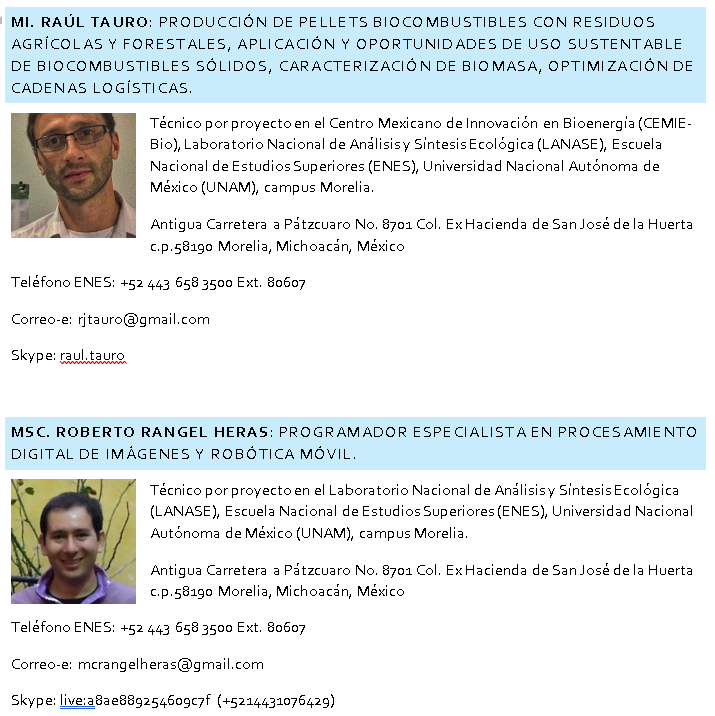 MI. RAÚL TAURO: PRODUCCIÓN DE PELLETS BIOCOMBUSTIBLES CON RESIDUOS
AGRÍCOLAS Y FORESTALES, APLICACIÓN Y OPORTUNIDADES DE USO SUSTENTABLE
DE BIOCOMBUSTIBLES SÓLIDOS, CARACTERIZACIÓN DE BIOMASA, OPTIMIZACIÓN DE
CADENAS LOGÍSTICAS.
Técnico por proyecto en el Centro Mexicano de Innovación en Bioenergía (CEMIE-
Bio), Laboratorio Nacional de Análisis y Síntesis Ecológica (LANASE), Escuela
Nacional de Estudios Superiores (ENES), Universidad Nacional Autónoma de
México (UNAM), campus Morelia.
Antigua Carretera a Pátzcuaro No. 8701 Col. Ex Hacienda de San José de la Huerta
c.p.58190 Morelia, Michoacán, México
Teléfono ENES: +52 443 658 3500 Ext. 80607
Correo-e: rjtauro@gmail.com
Skype: raul.tauro
MSC. ROBERTO RANGEL HERAS: PROGRAMADOR ESPECIALISTA EN PROCESAMIENTO
DIGITAL DE IMÁGENES Y ROBÓTICA MÓVIL.
Técnico por proyecto en el Laboratorio Nacional de Análisis y Síntesis Ecológica
(LANASE), Escuela Nacional de Estudios Superiores (ENES), Universidad Nacional
Autónoma de México (UNAM), campus Morelia.
Antigua Carretera a Pátzcuaro No. 8701 Col. Ex Hacienda de San José de la Huerta
c.p.58190 Morelia, Michoacán, México
Teléfono ENES: +52 443 658 3500 Ext. 80607
Correo-e: mcrangelheras@gmail.com
Skype: live:a8ae889254609c7f (+5214431076429)